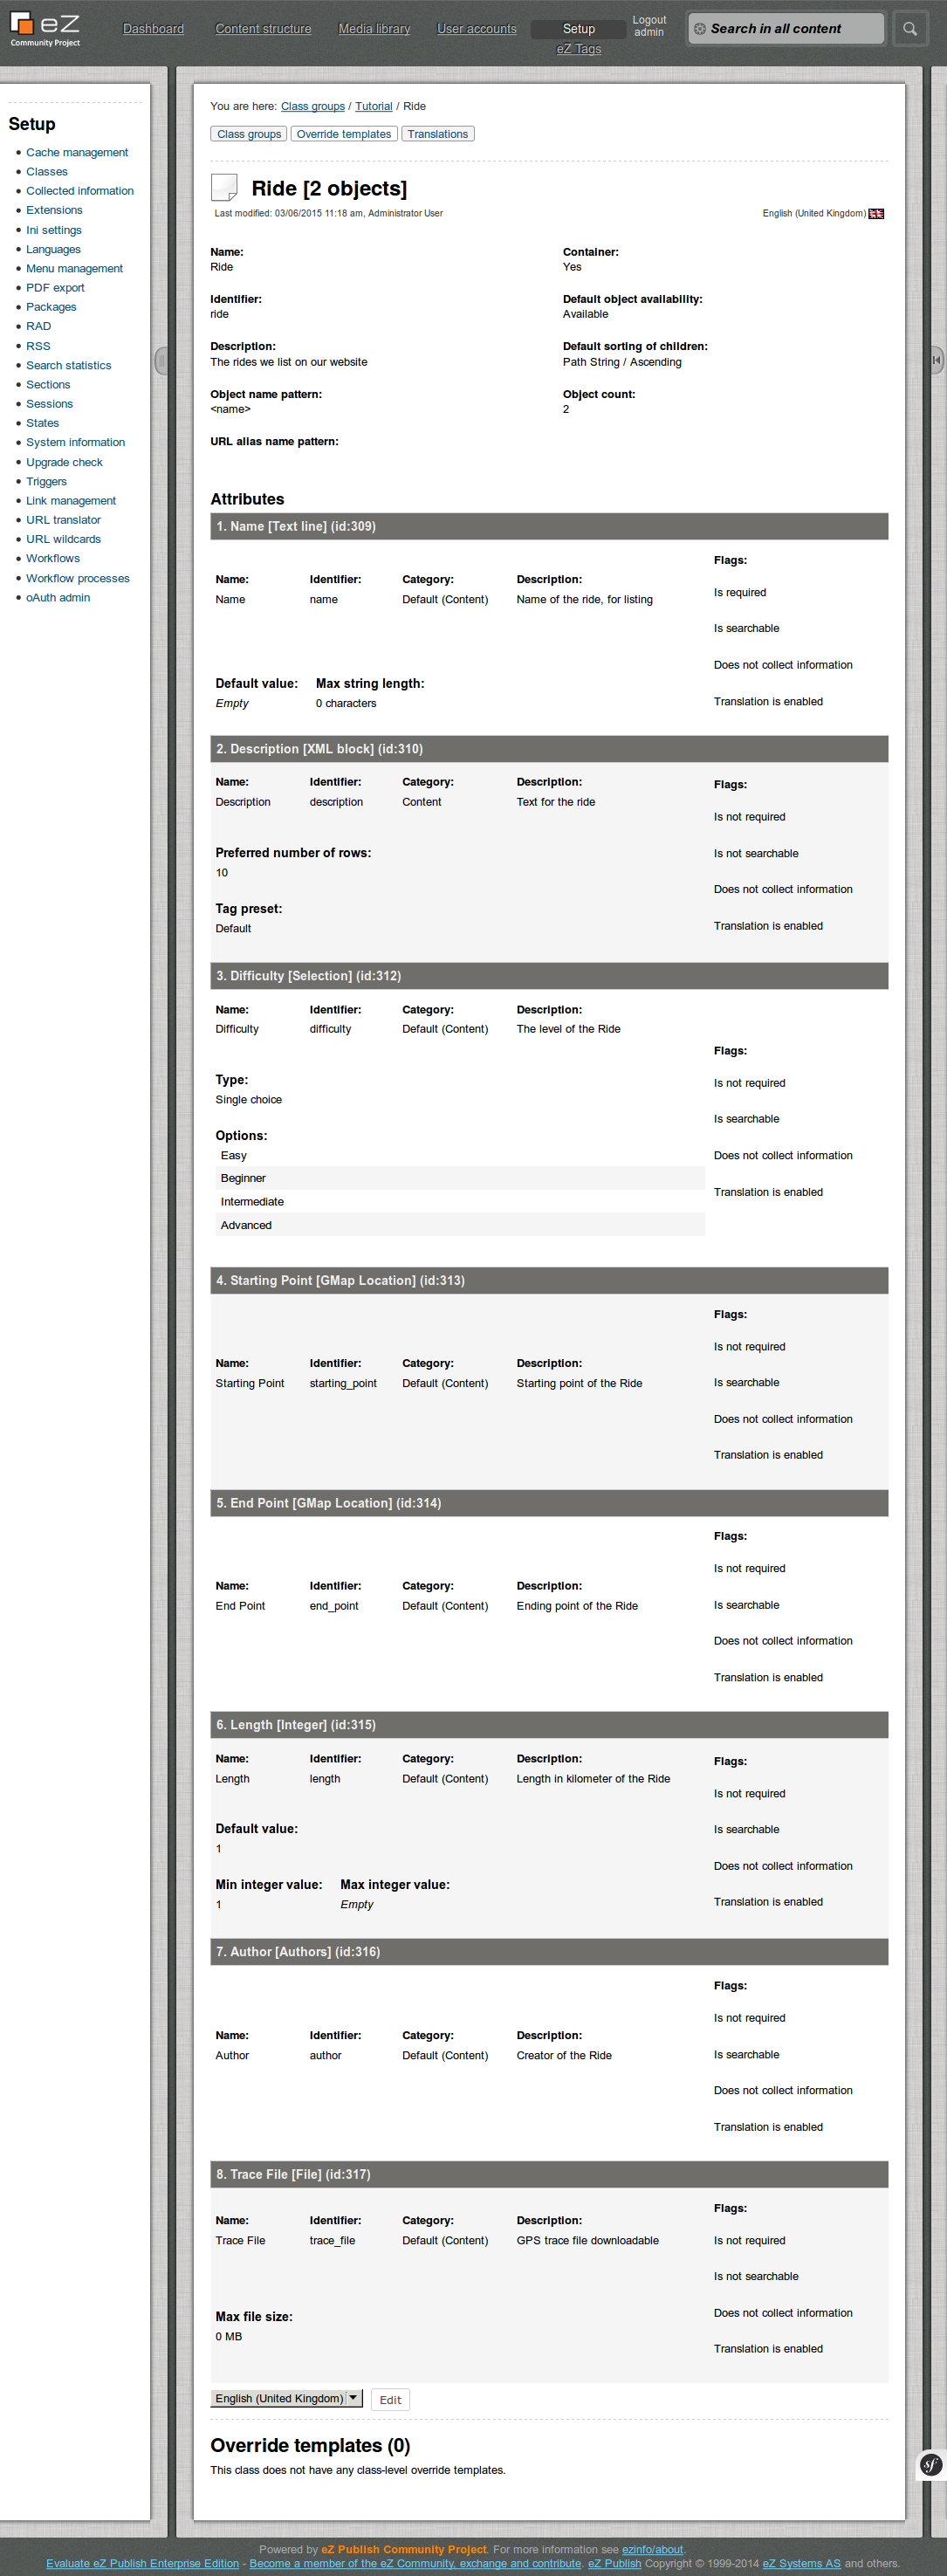 eZ
Community Project
Dashboard
Content structure
Media library
User accounts
Setup
eZ Tags
Logout
admin
Search in all content
Setup
Cache management
Classes
Collected information
Extensions
Ini settings
Languages
Menu management
PDF export
Packages
RAD
RSS
Search statistics
Sections
Sessions
States
System information
Upgrade check
Triggers
Link management
URL translator
URL wildcards
Workflows
Workflow processes
oAuth admin
You are here: Class groups / Tutorial / Ride
Class groups Override templates Translations
Ride [2 objects]
Last modified: 03/06/2015 11:18 am, Administrator User English (United Kingdom)
Name: Container:
Ride Yes
Identifier: Default object availability:
ride Available
Description: Default sorting of children:
The rides we list on our website Path String / Ascending
Object name pattern: Object count:
<name> 2
URL alias name pattern:
Attributes
1. Name [Text line] (id:309)
Name: Identifier: Category: Description:
Name name Default (Content) Name of the ride, for listing
Default value: Max string length:
Empty 0 characters
Flags:
Is required
Is searchable
Does not collect information
Translation is enabled
2. Description [XML block] (id:310)
Name: Identifier: Category: Description:
Description description Content Text for the ride
Preferred number of rows:
10
Tag preset:
Default
Flags:
Is not required
Is not searchable
Does not collect information
Translation is enabled
3. Difficulty [Selection] (id:312)
Name: Identifier: Category: Description:
Difficulty difficulty Default (Content) The level of the Ride
Type:
Single choice
Options:
Easy
Beginner
Intermediate
Advanced
Flags:
Is not required
Is searchable
Does not collect information
Translation is enabled
4. Starting Point [GMap Location] (id:313)
Name: Identifier: Category: Description:
Starting Point starting_point Default (Content) Starting point of the Ride
Flags:
Is not required
Is searchable
Does not collect information
Translation is enabled
5. End Point [GMap Location] (id:314)
Name: Identifier: Category: Description:
End Point end_point Default (Content) Ending point of the Ride
Flags:
Is not required
Is searchable
Does not collect information
Translation is enabled
6. Length [Integer] (id:315)
Name: Identifier: Category: Description:
Length length Default (Content) Length in kilometer of the Ride
Default value:
1
Min integer value: Max integer value:
1 Empty
Flags:
Is not required
Is searchable
Does not collect information
Translation is enabled
7. Author [Authors] (id:316)
Name: Identifier: Category: Description:
Author author Default (Content) Creator of the Ride
Flags:
Is not required
Is searchable
Does not collect information
Translation is enabled
8. Trace File [File] (id:317)
Name: Identifier: Category: Description:
Trace File trace_file Default (Content) GPS trace file downloadable
Max file size:
0 MB
Flags:
Is not required
Is not searchable
Does not collect information
Translation is enabled
English (United Kingdom) Edit
Override templates (0)
This class does not have any class-level override templates.
sf
Powered by eZ Publish Community Project. For more information see ezinfo/about.
Evaluate eZ Publish Enterprise Edition - Become a member of the eZ Community, exchange and contribute. eZ Publish Copyright © 1999-2014 eZ Systems AS and others.